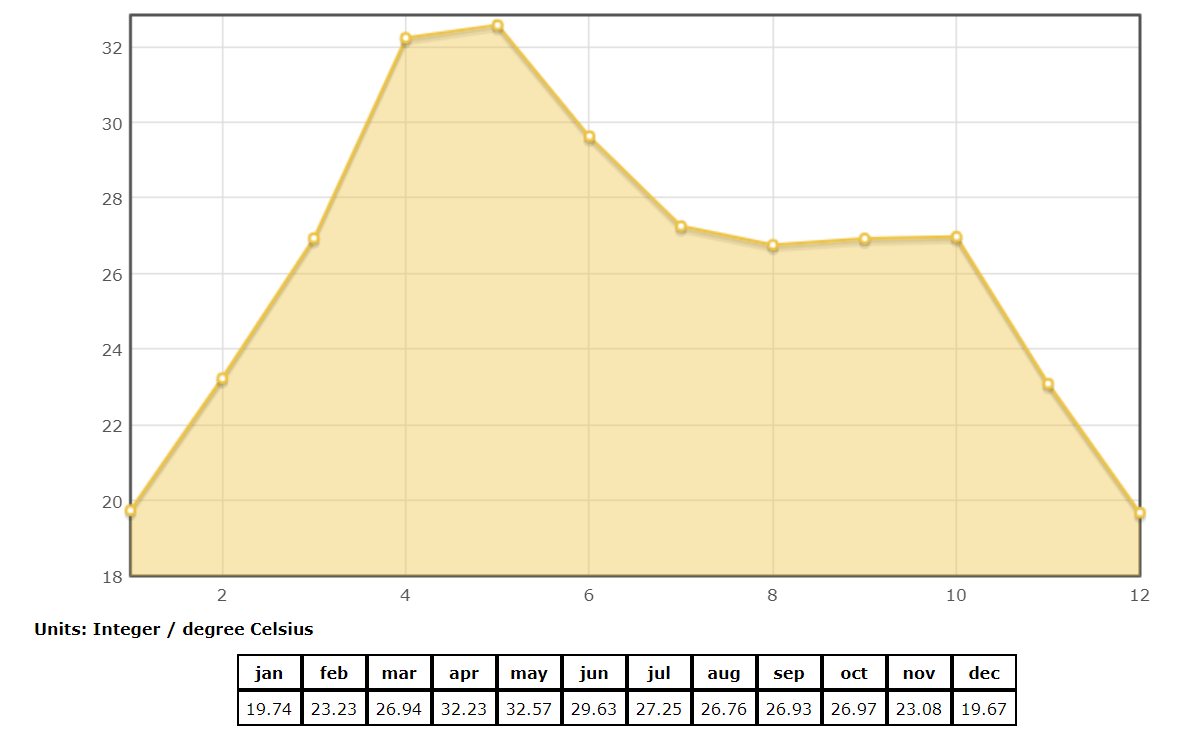 32
30
28
26
24
22
20
18
2 4 6 8 10 12
Units: Integer / degree Celsius
jan feb mar apr may jun jul aug sep oct nov dec
19.74 23.23 26.94 32.23 32.57 29.63 27.25 26.76 26.93 26.97 23.08 19.67